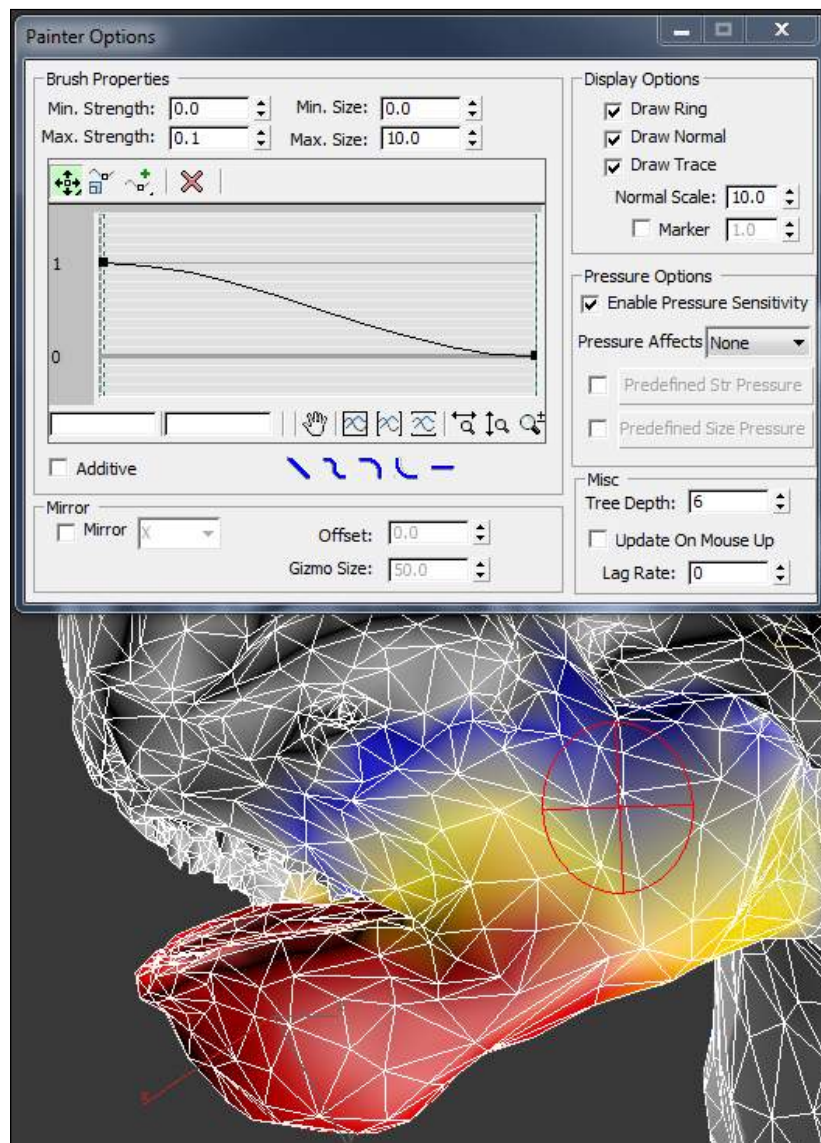 Painter Options
Brush Properties
Min. Strength: 0.0 Min. Size: 0.0
Max. Strength: 0.1 Max. Size: 10.0
1
0
Additive
Mirror
Mirror X Offset: 0.0
Gizmo Size: 50.0
Display Options
Draw Ring
Draw Normal
Draw Trace
Normal Scale: 10.0
Marker 1.0
Pressure Options
Enable Pressure Sensitivity
Pressure Affects None
Predefined Str Pressure
Predefined Size Pressure
Misc
Tree Depth: 6
Update On Mouse Up
Lag Rate: 0